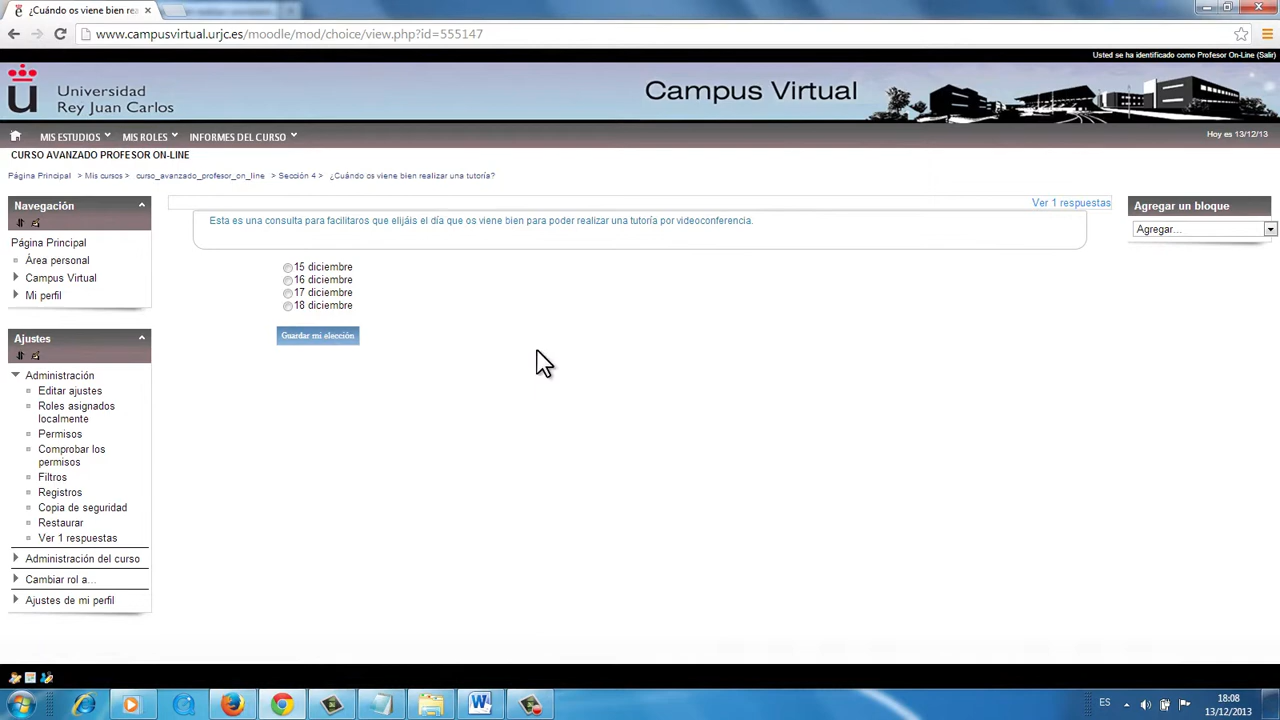 ¿Cuándo os viene bien rea
www.campusvirtual.urjc.es/moodle/mod/choice/view.php?id=555147
Usted se ha identificado como Profesor On-Line (Salir)
Universidad
Rey Juan Carlos
Campus Virtual
MIS ESTUDIOS MIS ROLES INFORMES DEL CURSO
Hoy es 13/12/13
CURSO AVANZADO PROFESOR ON-LINE
Página Principal > Mis cursos > curso_avanzado_profesor_on_line > Sección 4 > ¿Cuándo os viene bien realizar una tutoría?
Navegación
Página Principal
Área personal
Campus Virtual
Mi perfil
Ajustes
Administración
Editar ajustes
Roles asignados
localmente
Permisos
Comprobar los
permisos
Filtros
Registros
Copia de seguridad
Restaurar
Ver 1 respuestas
Administración del curso
Cambiar rol a...
Ajustes de mi perfil
Ver 1 respuestas
Esta es una consulta para facilitaros que elijáis el día que os viene bien para poder realizar una tutoría por videoconferencia.
15 diciembre
16 diciembre
17 diciembre
18 diciembre
Guardar mi elección
Agregar un bloque
Agregar...
ES
18:08
13/12/2013